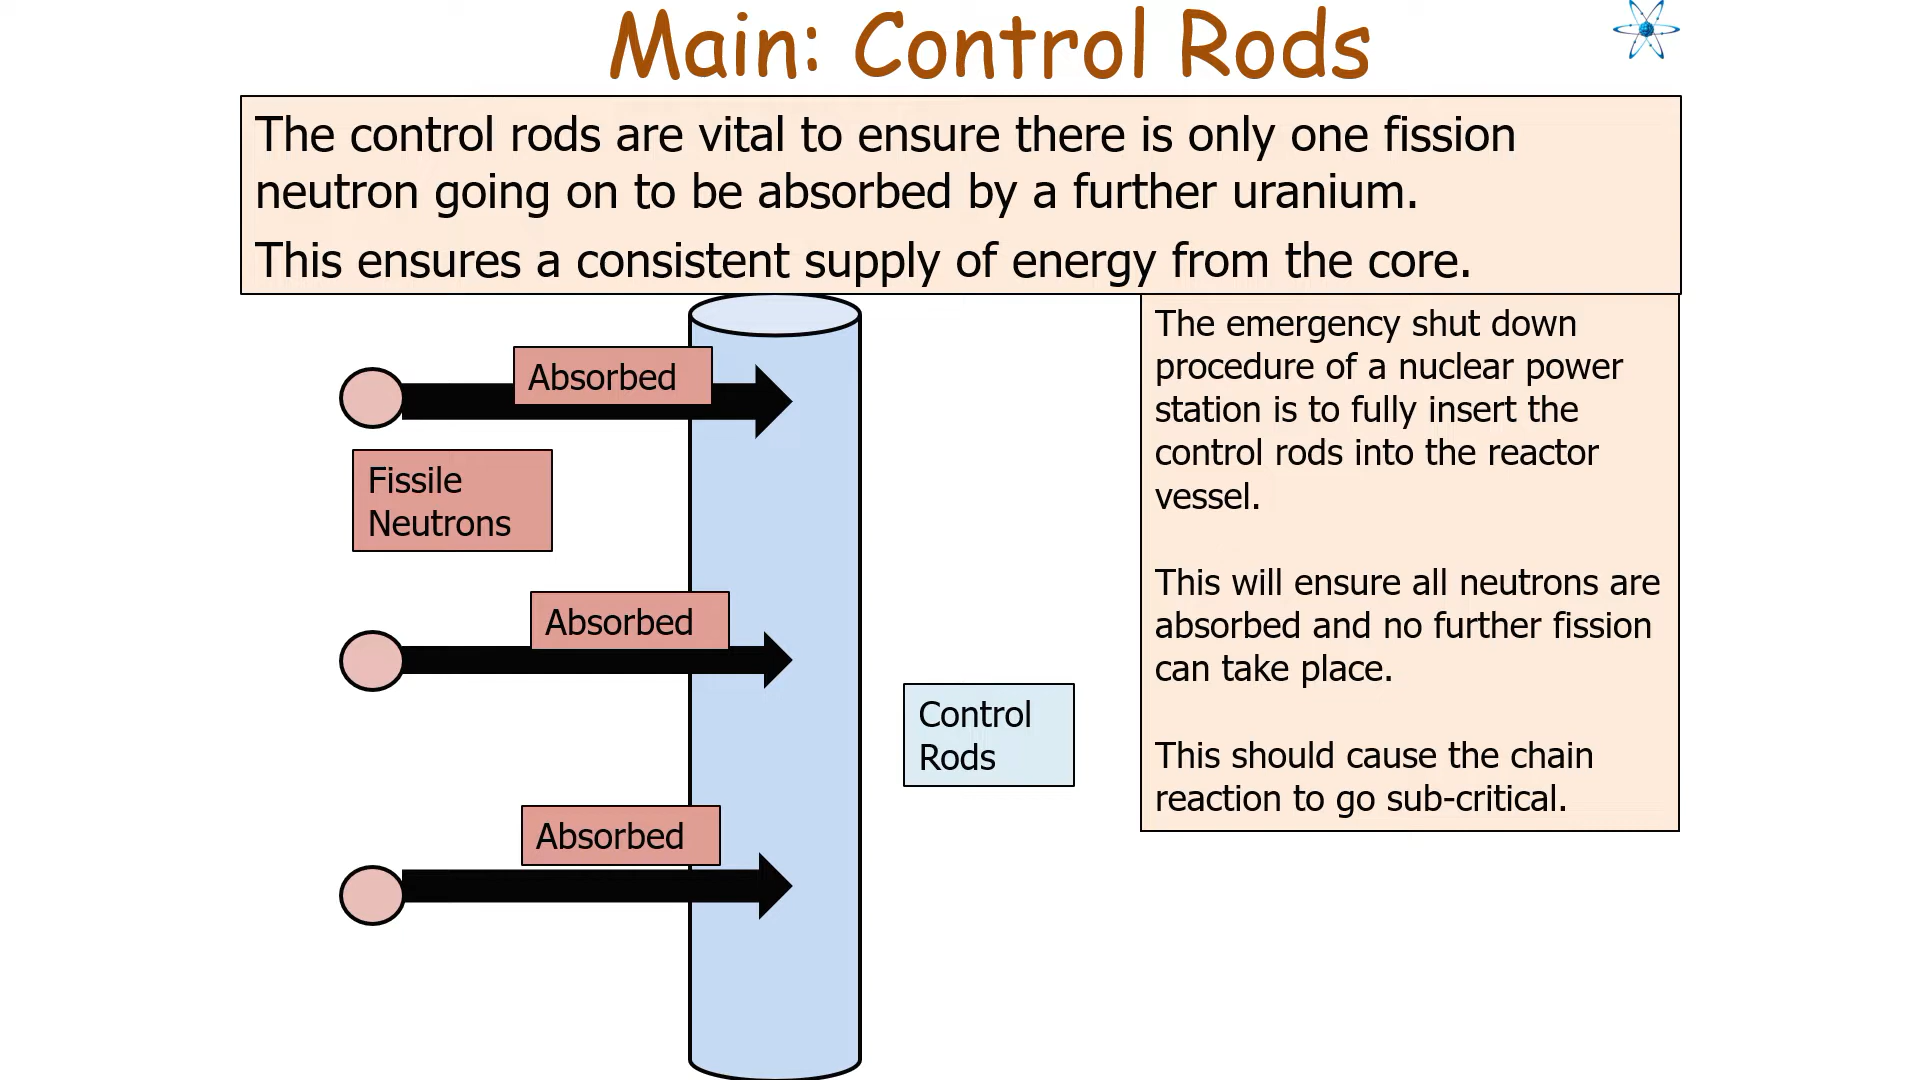 Main: Control Rods
The control rods are vital to ensure there is only one fission
neutron going on to be absorbed by a further uranium.
This ensures a consistent supply of energy from the core.
Absorbed
Fissile
Neutrons
Absorbed
Absorbed
Control
Rods
The emergency shut down
procedure of a nuclear power
station is to fully insert the
control rods into the reactor
vessel.
This will ensure all neutrons are
absorbed and no further fission
can take place.
This should cause the chain
reaction to go sub-critical.